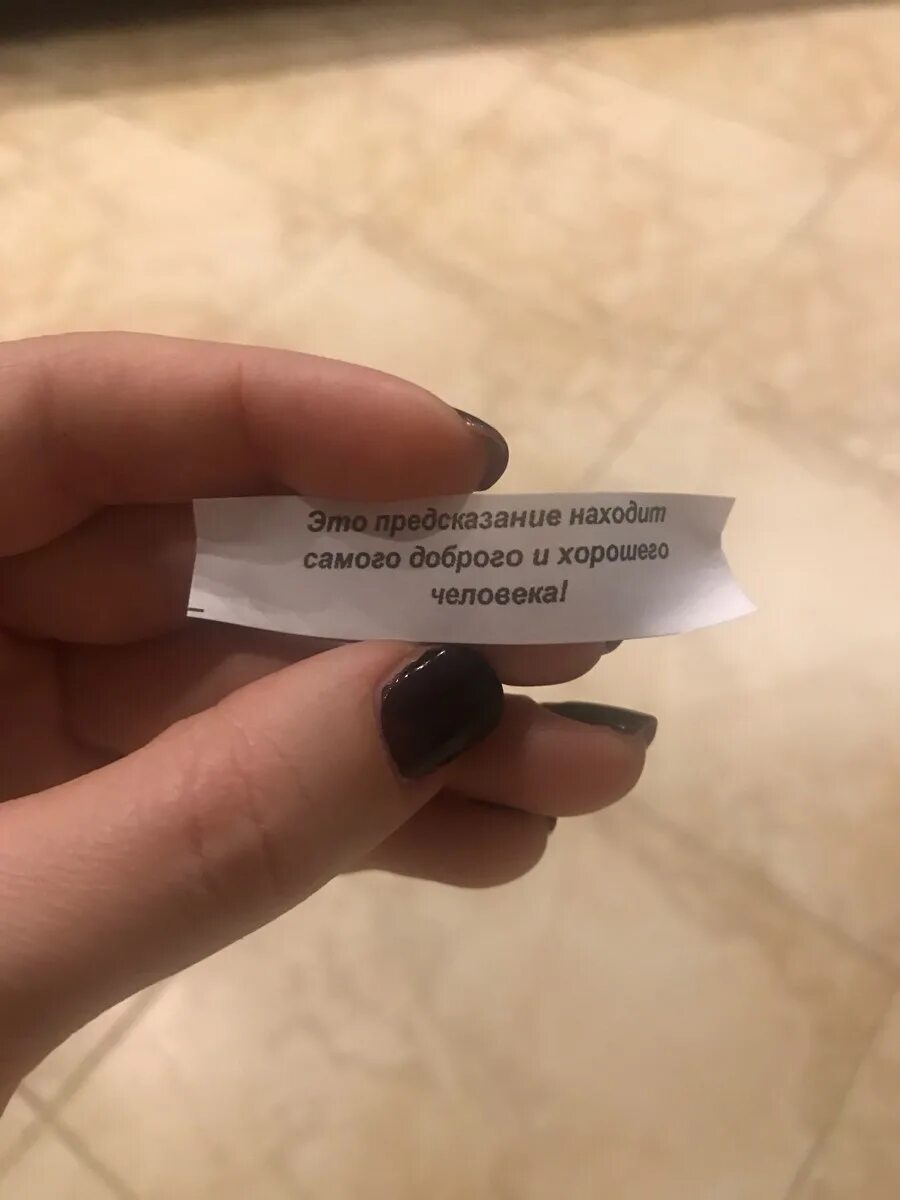 Это предсказание находит
самого доброго и хорошего
человека!